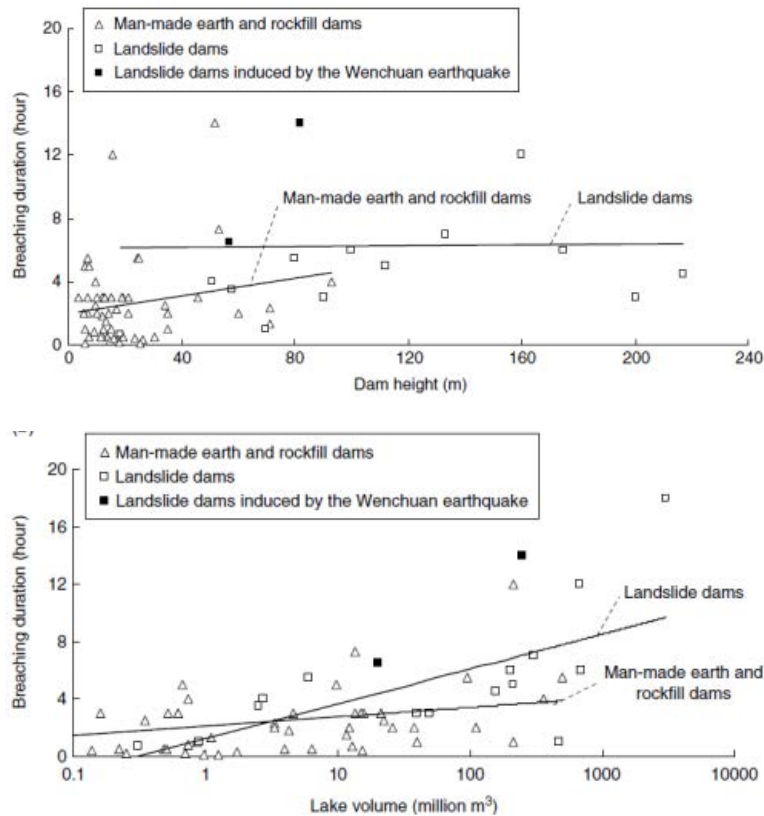 △ Man-made earth and rockfill dams
□ Landslide dams
■ Landslide dams induced by the Wenchuan earthquake
Breaching duration (hour)
20
16
12
8
4
0
Man-made earth and rockfill dams
Landslide dams
0 40 80 120 160 200 240
Dam height (m)
△ Man-made earth and rockfill dams
□ Landslide dams
■ Landslide dams induced by the Wenchuan earthquake
Breaching duration (hour)
20
16
12
8
4
0
Landslide dams
Man-made earth and
rockfill dams
0.1 1 10 100 1000 10000
Lake volume (million m³)